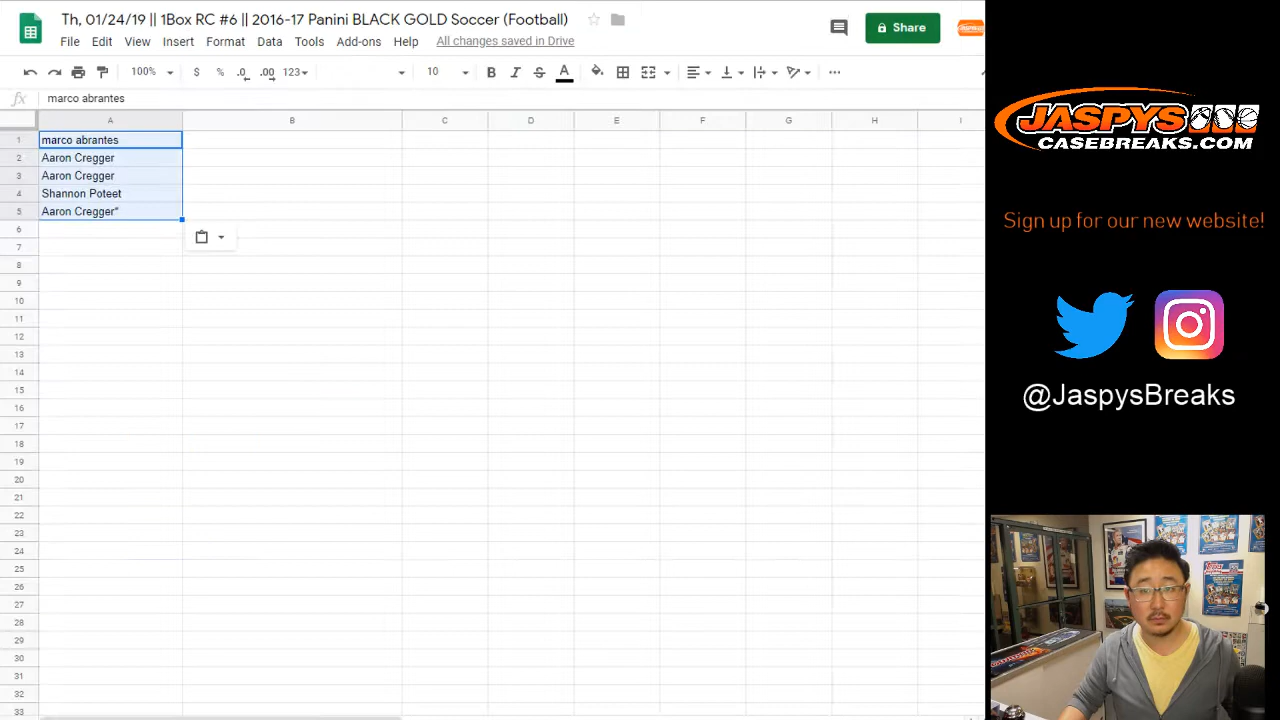 Th, 01/24/19 || 1Box RC #6 || 2016-17 Panini BLACK GOLD Soccer (Football)
File Edit View Insert Format Data Tools Add-ons Help All changes saved in Drive
Share
100% $ % .0 .00 123 10 B I S A
fx marco abrantes
A B C D E F G H I
1 marco abrantes
2 Aaron Cregger
3 Aaron Cregger
4 Shannon Poteet
5 Aaron Cregger*
6
7
8
9
10
11
12
13
14
15
16
17
18
19
20
21
22
23
24
25
26
27
28
29
30
31
32
33
JASPYS
CASEBREAKS.COM
Sign up for our new website!
@JaspysBreaks